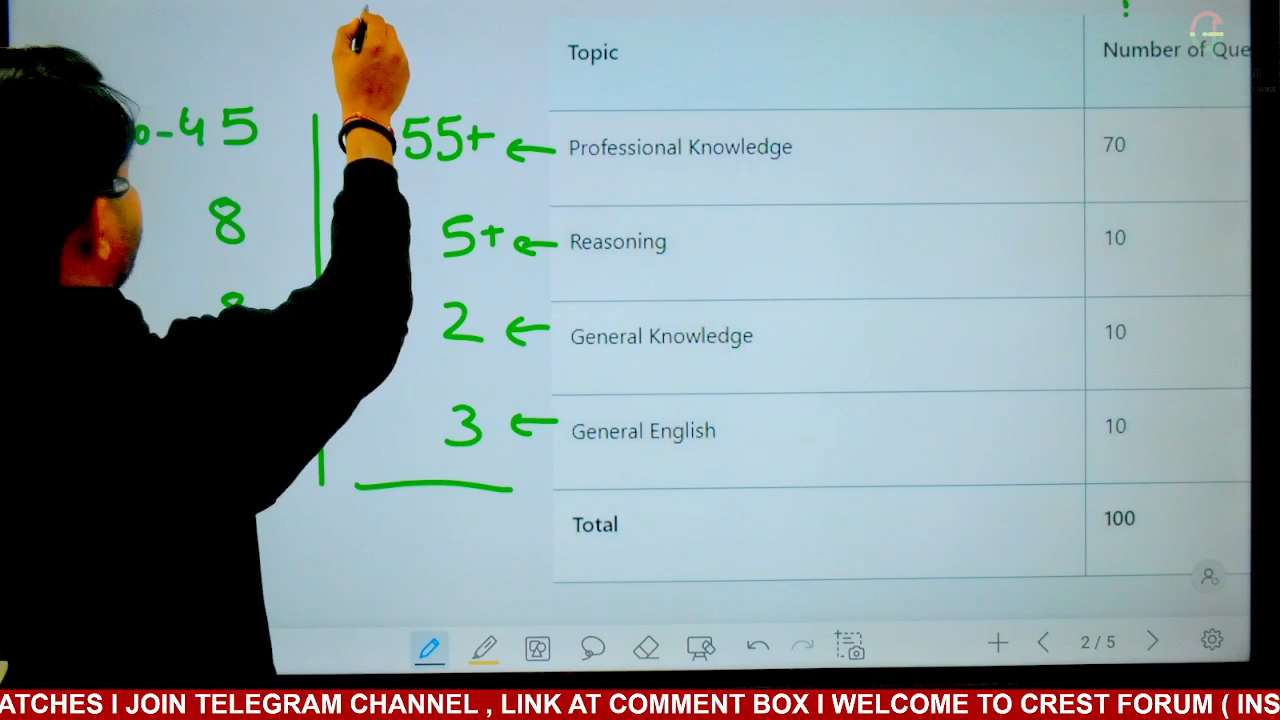 Topic Number of Que
-45 55+ ← Professional Knowledge 70
8 5+ ← Reasoning 10
8 2 ← General Knowledge 10
3 ← General English 10
Total 100
2 / 5
ATCHES I JOIN TELEGRAM CHANNEL , LINK AT COMMENT BOX I WELCOME TO CREST FORUM ( INS